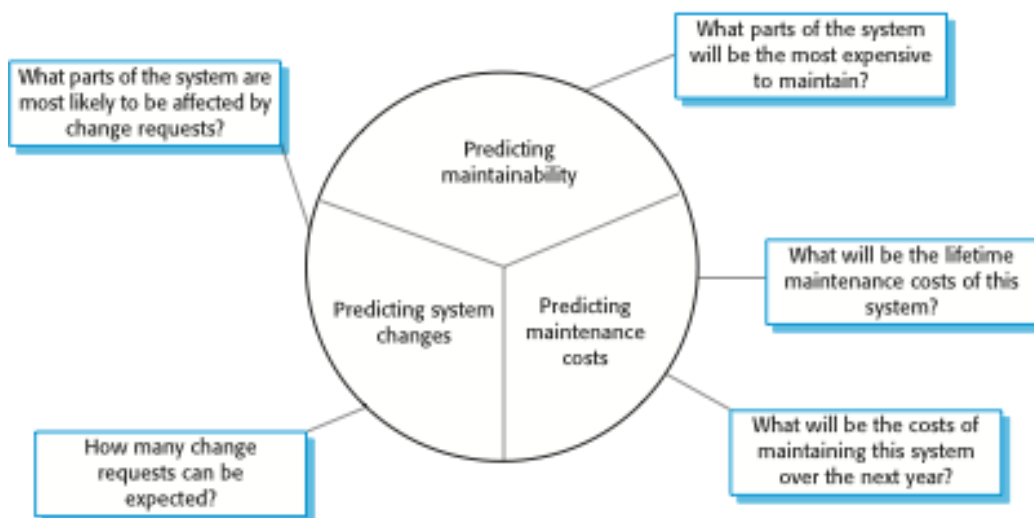 What parts of the system
will be the most expensive
to maintain?
What parts of the system are
most likely to be affected by
change requests?
Predicting
maintainability
What will be the lifetime
maintenance costs of this
system?
Predicting system
changes
Predicting
maintenance
costs
What will be the costs of
maintaining this system
over the next year?
How many change
requests can be
expected?